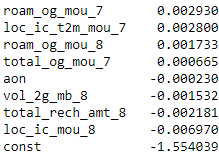 roam_og_mou_7 0.002930
loc_ic_t2m_mou_7 0.002800
roam_og_mou_8 0.001733
total_og_mou_7 0.000665
aon -0.000230
vol_2g_mb_8 -0.001532
total_rech_amt_8 -0.002181
loc_ic_mou_8 -0.006970
const -1.554039